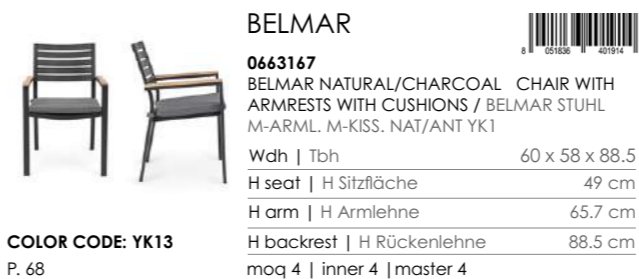 BELMAR
8 051836 401914
0663167
BELMAR NATURAL/CHARCOAL CHAIR WITH
ARMRESTS WITH CUSHIONS / BELMAR STUHL
M-ARML. M-KISS. NAT/ANT YK1
Wdh | Tbh 60 x 58 x 88.5
H seat | H Sitzfläche 49 cm
H arm | H Armlehne 65.7 cm
H backrest | H Rückenlehne 88.5 cm
moq 4 | inner 4 |master 4
COLOR CODE: YK13
P. 68